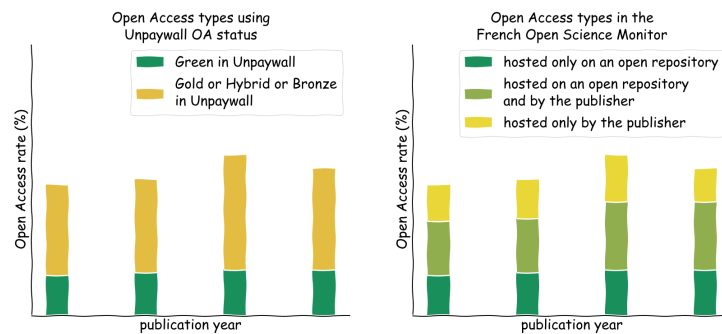 Open Access types using
Unpaywall OA status
Green in Unpaywall
Gold or Hybrid or Bronze
in Unpaywall
Open Access rate (%)
publication year
Open Access types in the
French Open Science Monitor
hosted only on an open repository
hosted on an open repository
and by the publisher
hosted only by the publisher
Open Access rate (%)
publication year